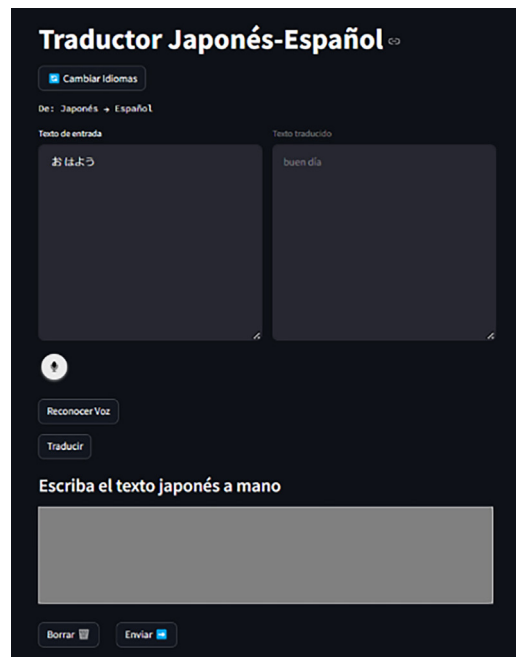 Traductor Japonés-Español
Cambiar Idiomas
De: Japonés → Español
Texto de entrada
Texto traducido
おはよう
buen día
Reconocer Voz
Traducir
Escriba el texto japonés a mano
Borrar
Enviar